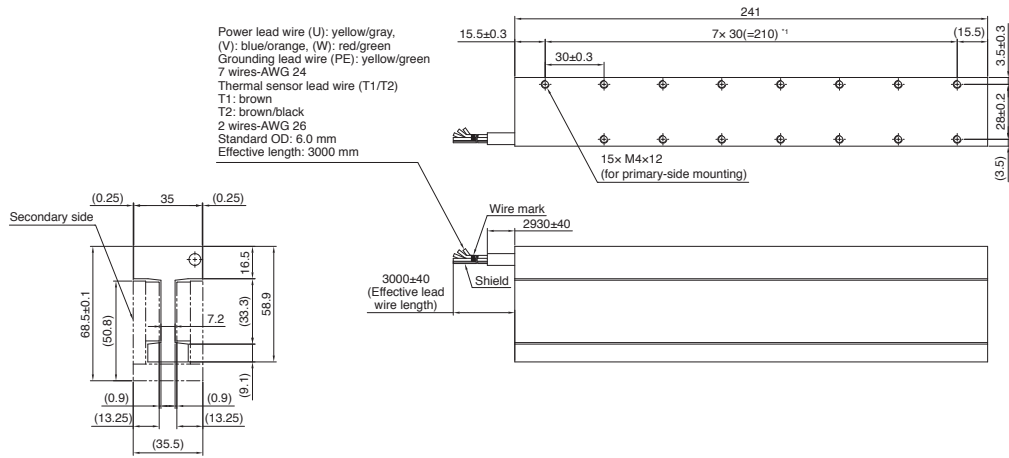 Power lead wire (U): yellow/gray,
(V): blue/orange, (W): red/green
Grounding lead wire (PE): yellow/green
7 wires-AWG 24
Thermal sensor lead wire (T1/T2)
T1: brown
T2: brown/black
2 wires-AWG 26
Standard OD: 6.0 mm
Effective length: 3000 mm
241
15.5±0.3
7× 30(=210) *1
(15.5)
30±0.3
3.5±0.3
28±0.2
(3.5)
15× M4×12
(for primary-side mounting)
(0.25)
35
(0.25)
Secondary side
16.5
68.5±0.1
(50.8)
7.2
(33.3)
58.9
(9.1)
(0.9)
(0.9)
(13.25)
(13.25)
(35.5)
Wire mark
2930±40
Shield
3000±40
(Effective lead
wire length)